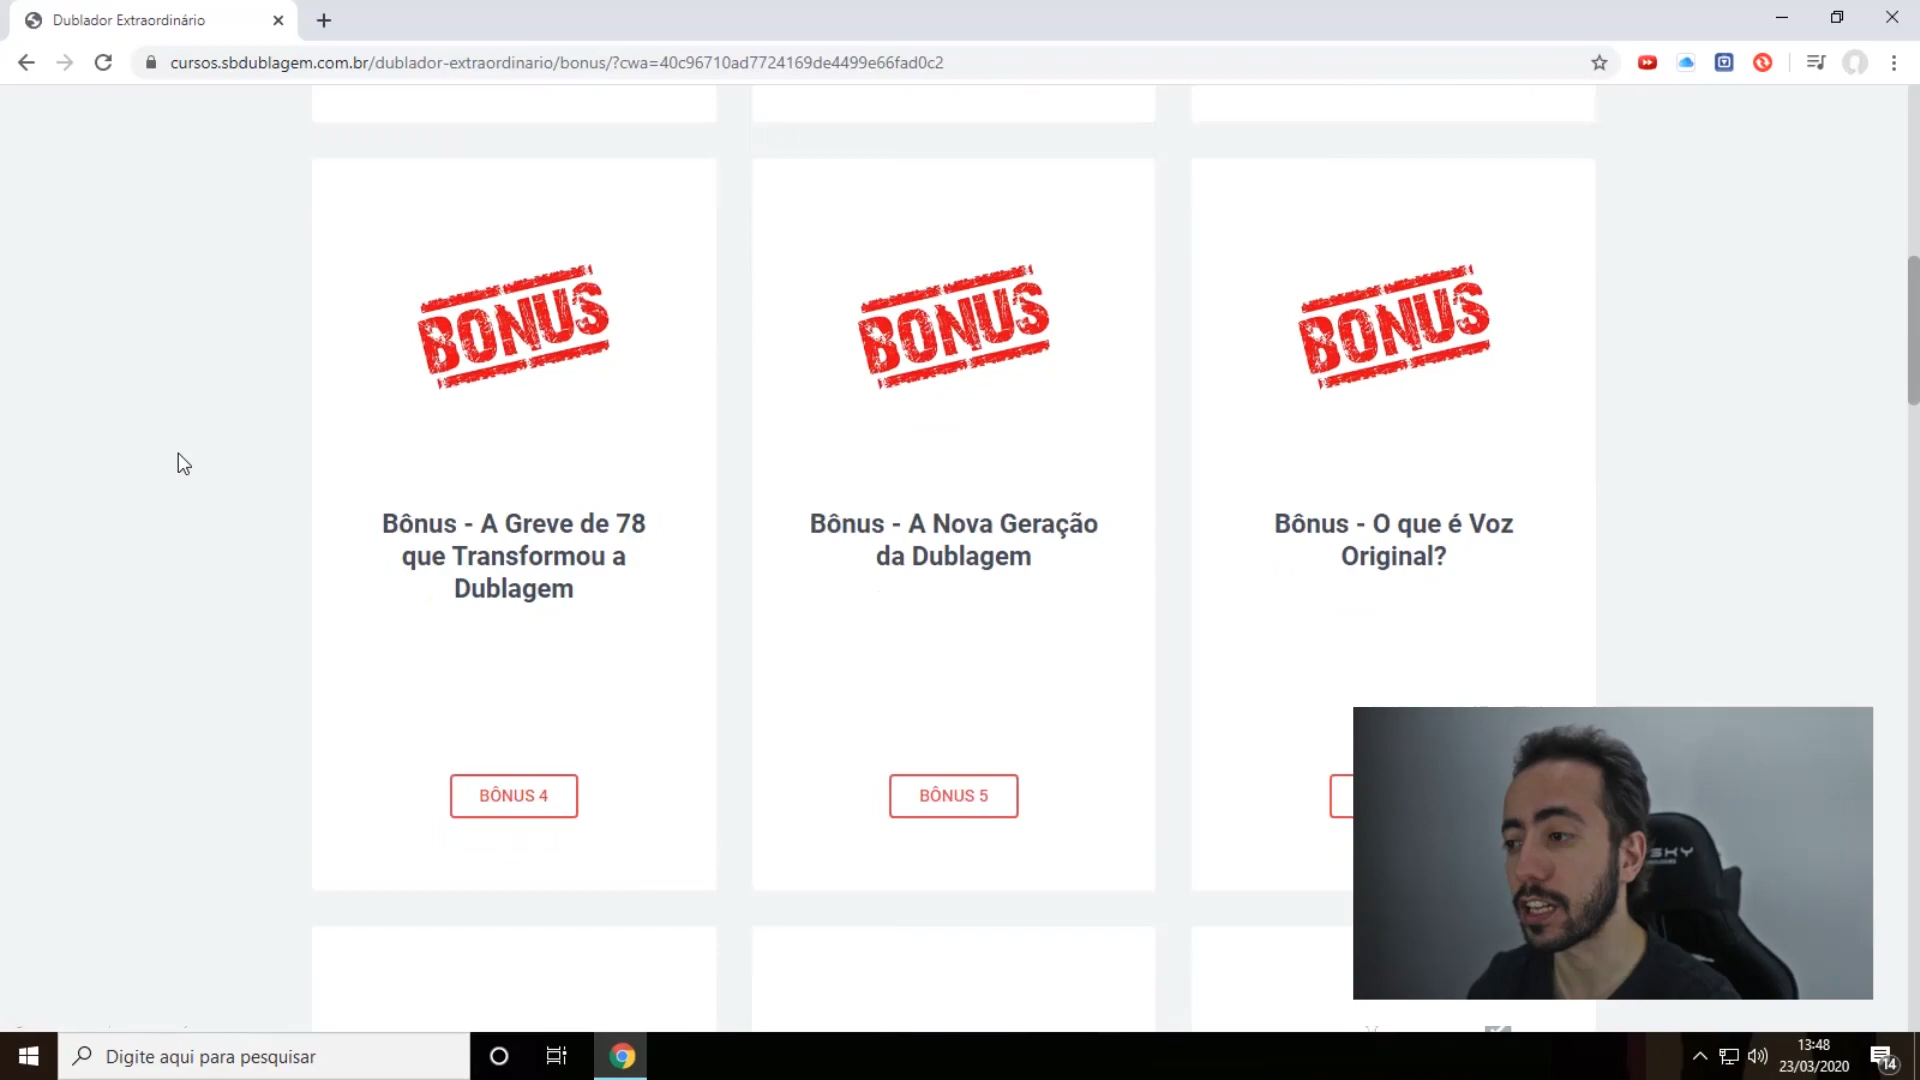 Dublador Extraordinário
cursos.sbdublagem.com.br/dublador-extraordinario/bonus/?cwa=40c96710ad7724169de4499e66fad0c2
BONUS
BONUS
BONUS
Bônus - A Greve de 78
que Transformou a
Dublagem
Bônus - A Nova Geração
da Dublagem
Bônus - O que é Voz
Original?
BÔNUS 4
BÔNUS 5
SKY
Digite aqui para pesquisar
13:48
23/03/2020
14